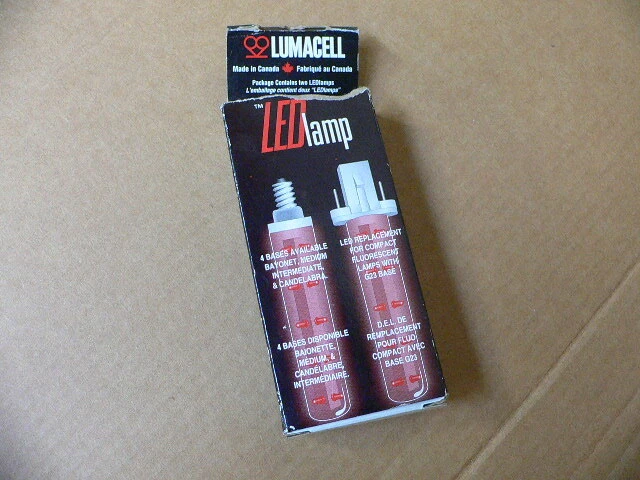 LUMACELL
Made in Canada Fabriqué au Canada
Package Contains two LEDlamps
L'emballage contient deux "LEDlamps"
™ LEDlamp
4 BASES AVAILABLE
BAYONET, MEDIUM
INTERMEDIATE,
& CANDELABRA.
LED REPLACEMENT
FOR COMPACT
FLUORESCENT
LAMPS WITH
G23 BASE
4 BASES DISPONIBLE
BAIONETTE,
MEDIUM, &
CANDÉLABRE,
INTERMÉDIAIRE.
D.E.L. DE
REMPLACEMENT
POUR FLUO
COMPACT AVEC
BASE G23